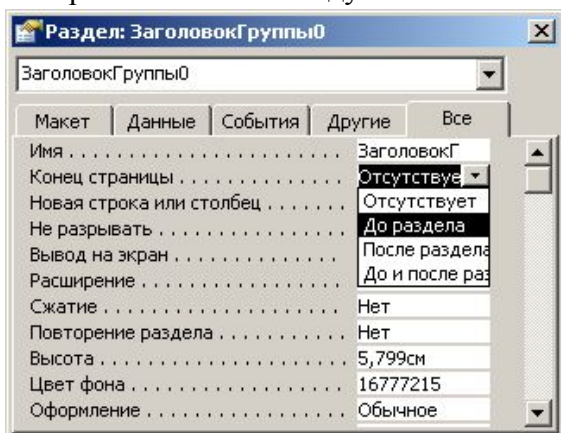 Раздел: ЗаголовокГруппы0
ЗаголовокГруппы0
Макет Данные События Другие Все
Имя ЗаголовокГ
Конец страницы Отсутствуе
Новая строка или столбец Отсутствует
Не разрывать До раздела
Вывод на экран После раздела
Расширение До и после раз
Сжатие Нет
Повторение раздела Нет
Высота 5,799см
Цвет фона 16777215
Оформление Обычное